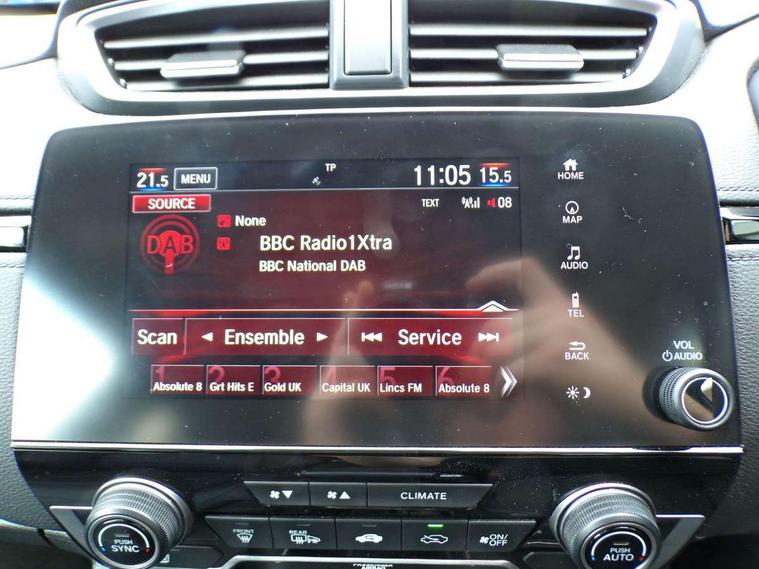 21.5 MENU TP 11:05 15.5
SOURCE TEXT 08
DAB None
BBC Radio1Xtra
BBC National DAB
Scan Ensemble Service
1 2 3 4 5 6
Absolute 8 Grt Hits E Gold UK Capital UK Lincs FM Absolute 8
HOME
MAP
AUDIO
TEL
BACK
VOL
AUDIO
CLIMATE
PUSH
SYNC
FRONT
REAR
ON/
OFF
PUSH
AUTO